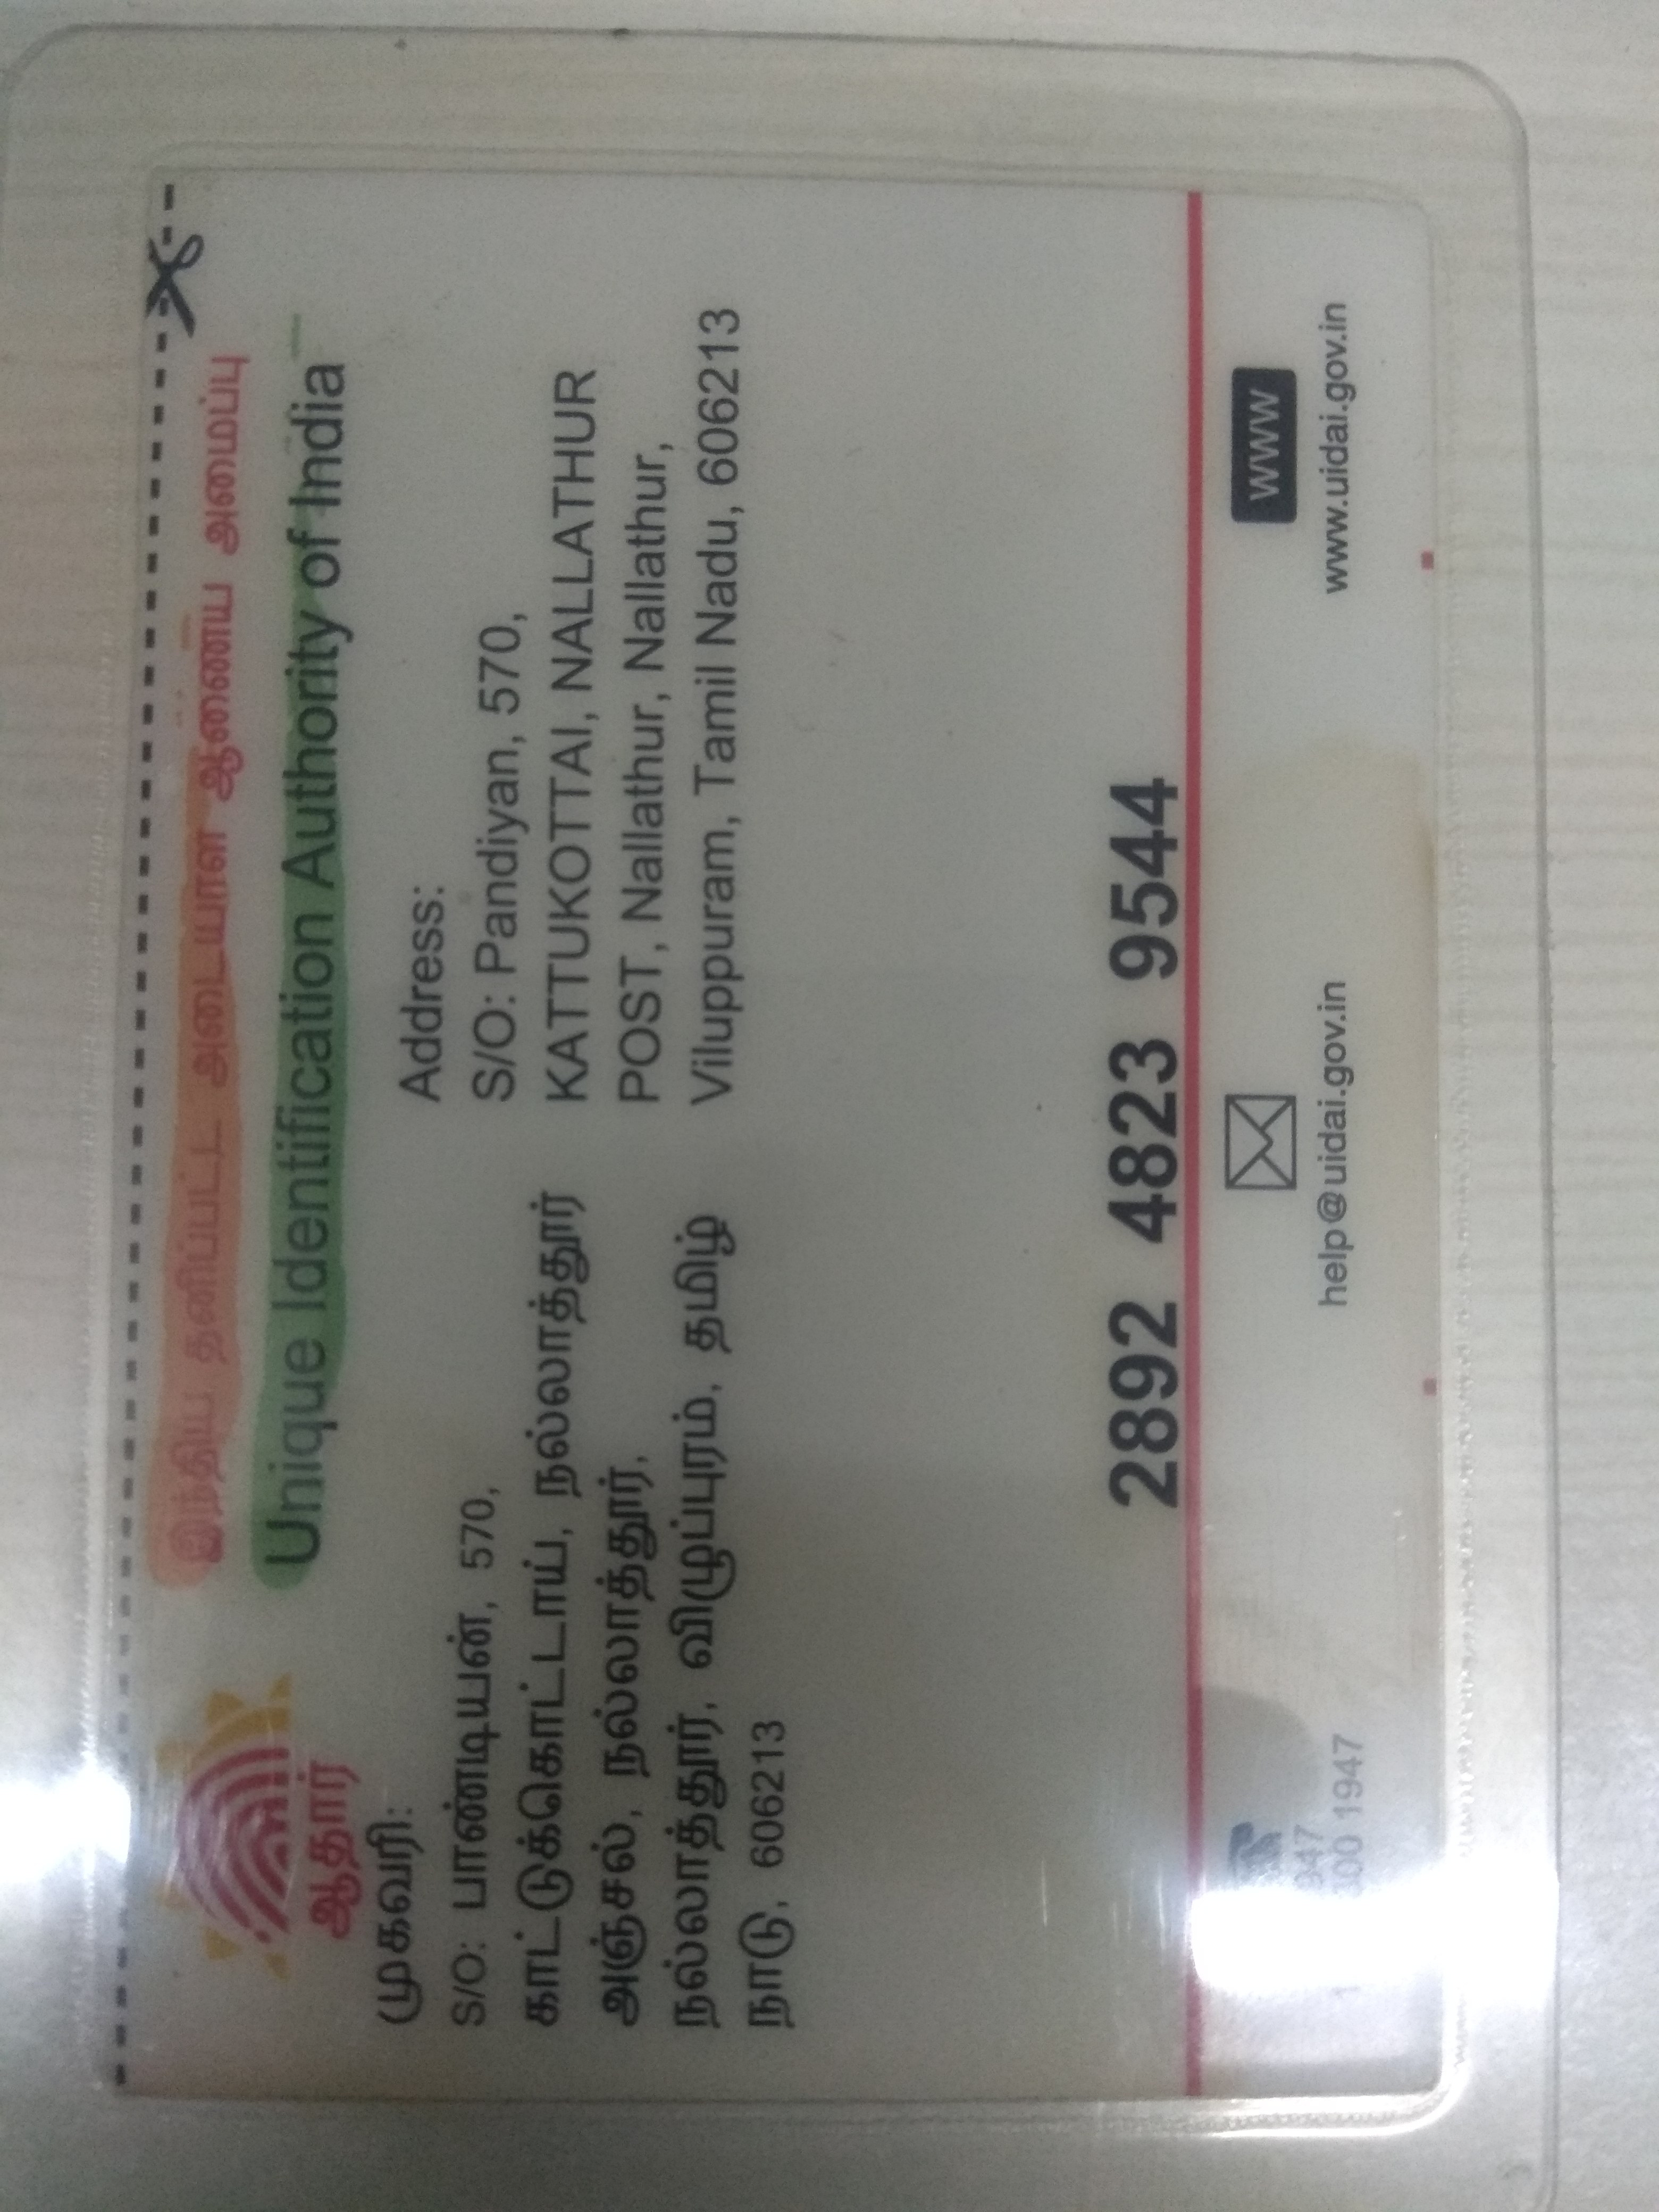 இந்திய தனிப்பட்ட அடையாள ஆணைய அமைப்பு
Unique Identification Authority of India
ஆதார்
முகவரி:
S/O: பாண்டியன், 570,
காட்டுக்கொட்டாய், நல்லாத்தூர்
அஞ்சல், நல்லாத்தூர்,
நல்லாத்தூர், விழுப்புரம், தமிழ்
நாடு, 606213
Address:
S/O: Pandiyan, 570,
KATTUKOTTAI, NALLATHUR
POST, Nallathur, Nallathur,
Viluppuram, Tamil Nadu, 606213
2892 4823 9544
1947
help@uidai.gov.in
WWW
www.uidai.gov.in